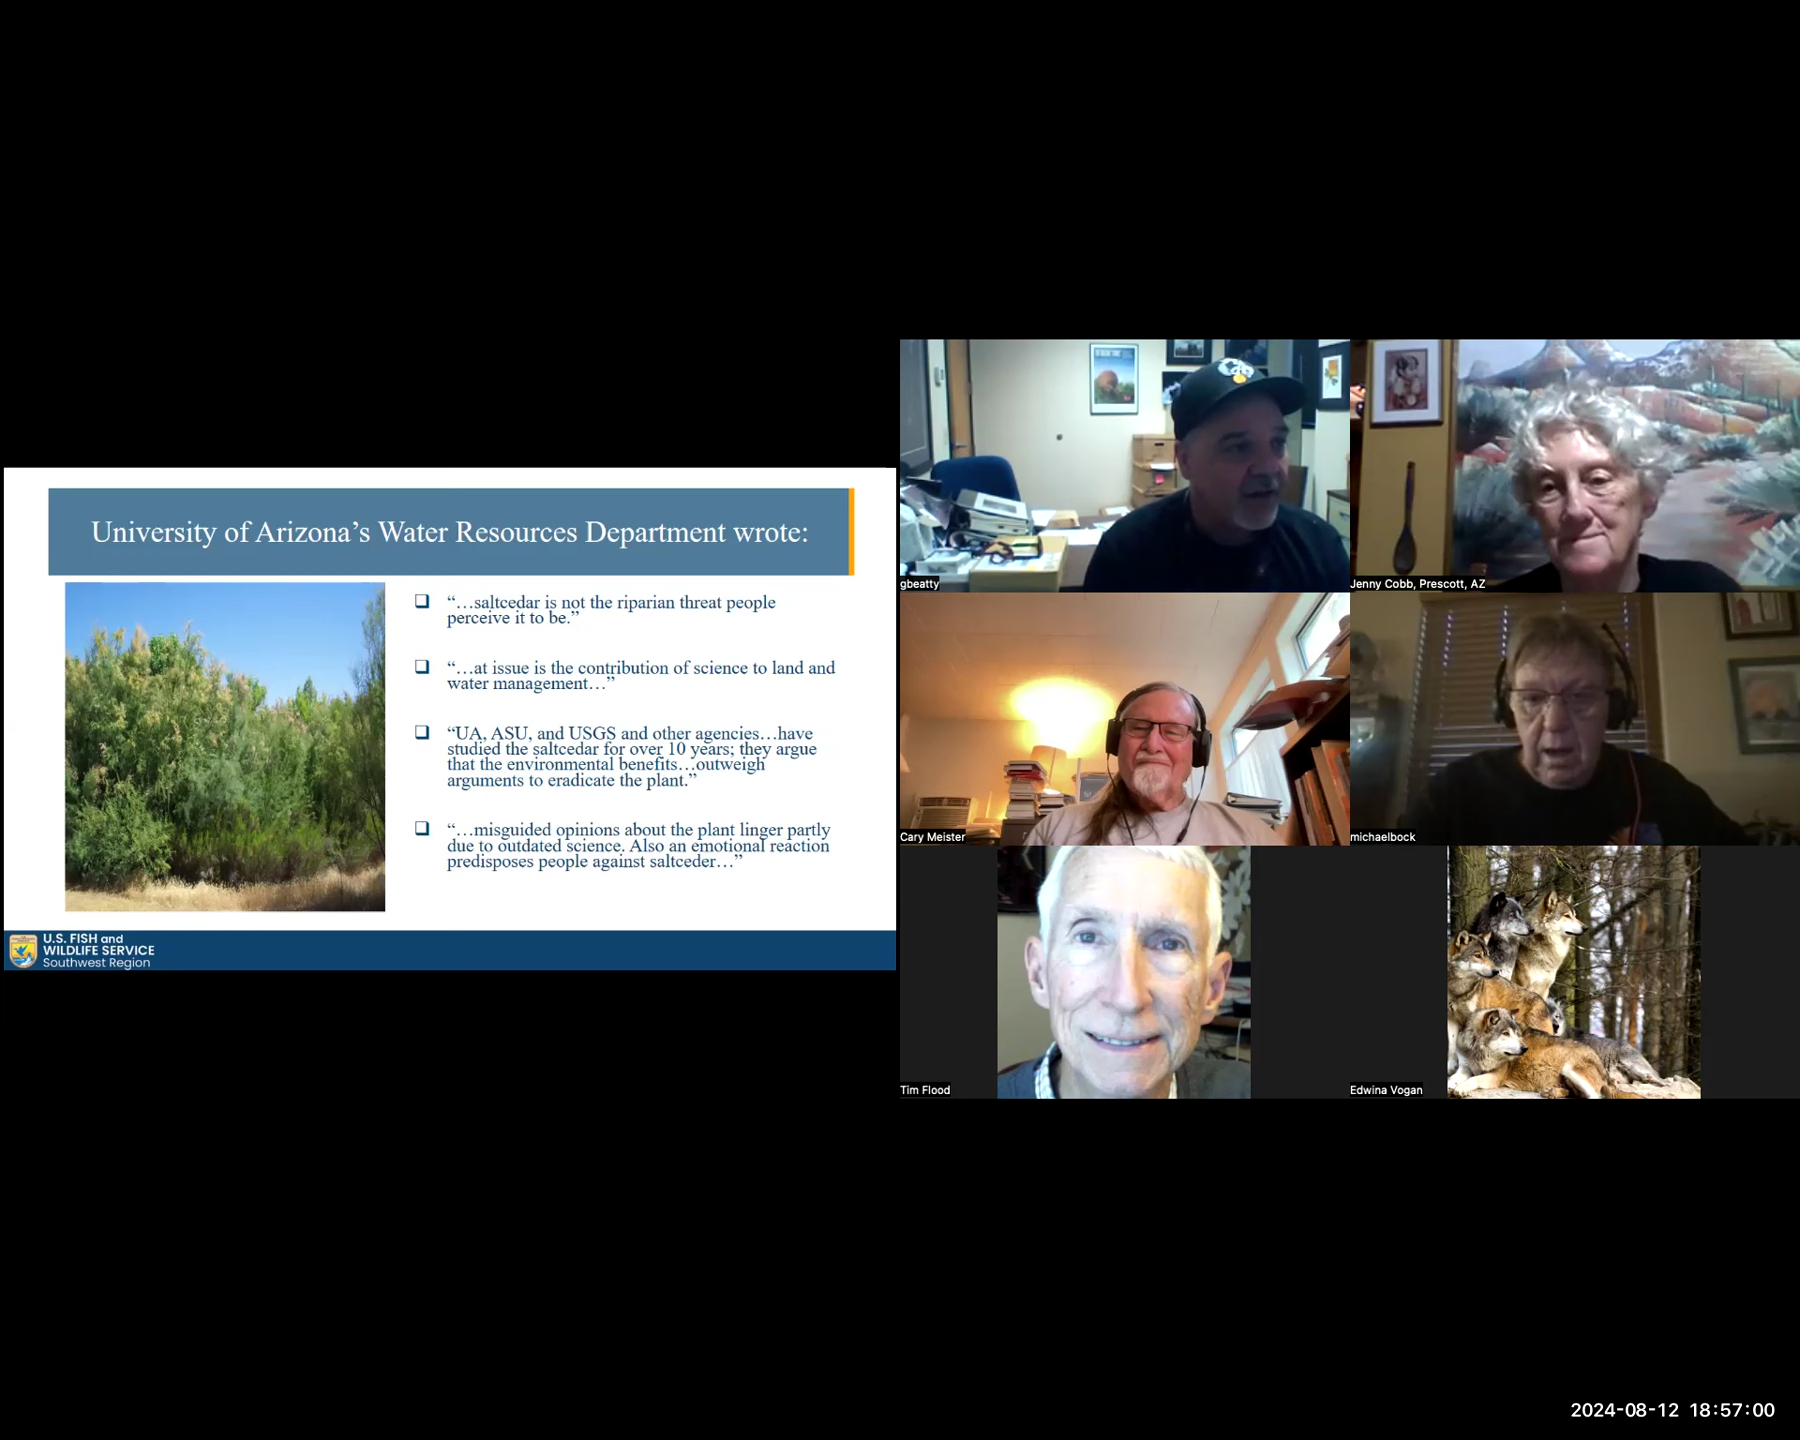 University of Arizona’s Water Resources Department wrote:
“…saltcedar is not the riparian threat people
perceive it to be.”
“…at issue is the contribution of science to land and
water management…”
“UA, ASU, and USGS and other agencies…have
studied the saltcedar for over 10 years; they argue
that the environmental benefits…outweigh
arguments to eradicate the plant.”
“…misguided opinions about the plant linger partly
due to outdated science. Also an emotional reaction
predisposes people against saltceder…”
U.S. FISH and
WILDLIFE SERVICE
Southwest Region
gbeatty
Jenny Cobb, Prescott, AZ
Cary Meister
michaelbock
Tim Flood
Edwina Vogan
2024-08-12 18:57:00